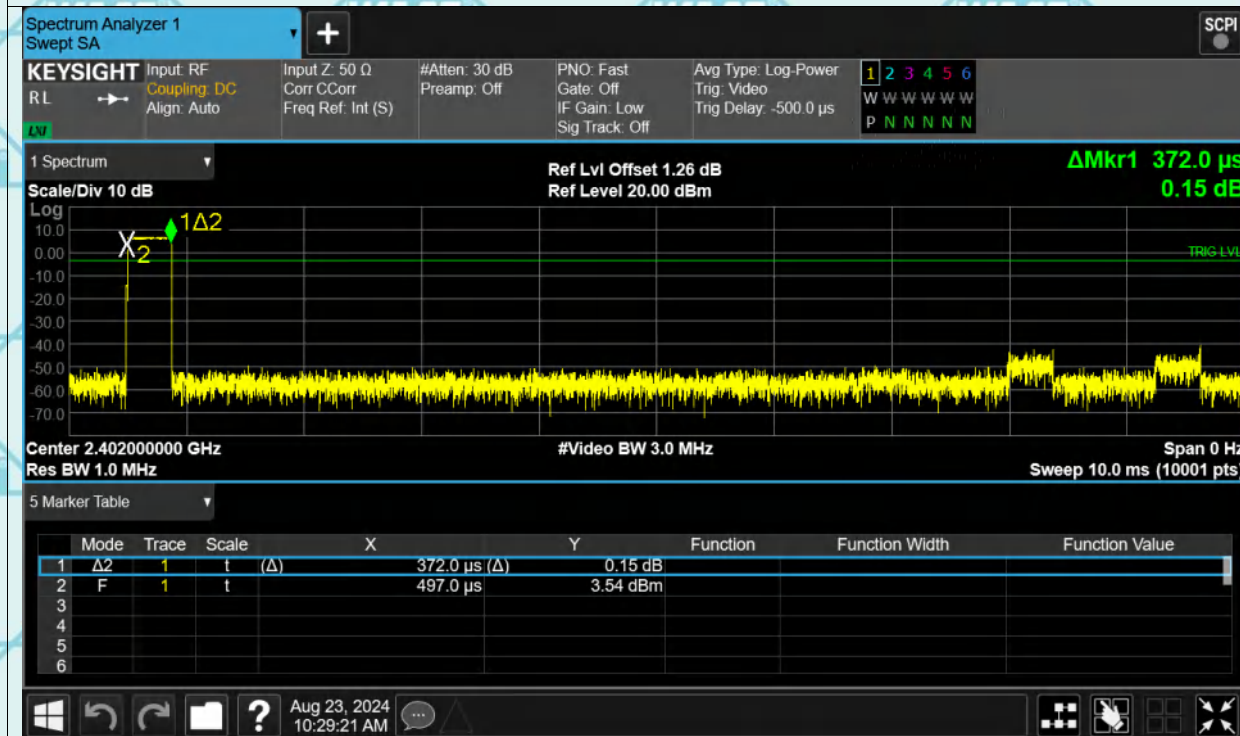 Spectrum Analyzer 1
Swept SA
+
SCPI
KEYSIGHT
RL
LXI
Input: RF
Coupling: DC
Align: Auto
Input Z: 50 Ω
Corr CCorr
Freq Ref: Int (S)
#Atten: 30 dB
Preamp: Off
PNO: Fast
Gate: Off
IF Gain: Low
Sig Track: Off
Avg Type: Log-Power
Trig: Video
Trig Delay: -500.0 µs
1 2 3 4 5 6
W W W W W W
P N N N N N
1 Spectrum
Scale/Div 10 dB
Ref Lvl Offset 1.26 dB
Ref Level 20.00 dBm
ΔMkr1 372.0 µs
0.15 dB
Log
10.0
0.00
-10.0
-20.0
-30.0
-40.0
-50.0
-60.0
-70.0
1Δ2
2
TRIG LVL
Center 2.402000000 GHz
#Video BW 3.0 MHz
Span 0 Hz
Res BW 1.0 MHz
Sweep 10.0 ms (10001 pts)
5 Marker Table
Mode Trace Scale X Y Function Function Width Function Value
1 Δ2 1 t (Δ) 372.0 µs (Δ) 0.15 dB
2 F 1 t 497.0 µs 3.54 dBm
3
4
5
6
?
Aug 23, 2024
10:29:21 AM